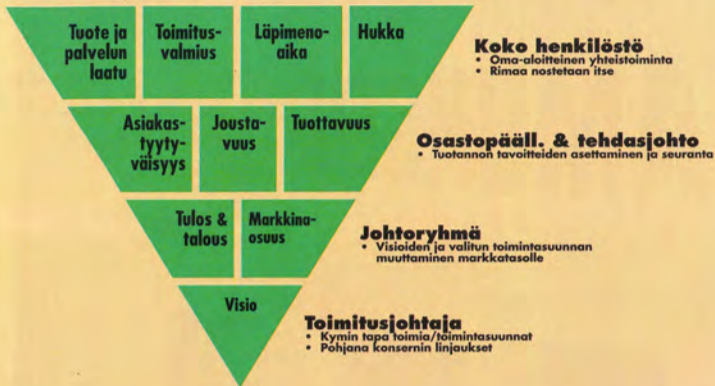 Tuote ja
palvelun
laatu
Toimitus-
valmius
Läpimeno-
aika
Hukka
Koko henkilöstö
• Oma-aloitteinen yhteistoiminta
• Rimaa nostetaan itse
Asiakas-
tyyty-
väisyys
Jousta-
vuus
Tuottavuus
Osastopääll. & tehdasjohto
• Tuotannon tavoitteiden asettaminen ja seuranta
Tulos &
talous
Markkina-
osuus
Johtoryhmä
• Visioiden ja valitun toimintasuunnan
muuttaminen markkatasolle
Visio
Toimitusjohtaja
• Kymin tapa toimia/toimintasuunnat
• Pohjana konsernin linjaukset